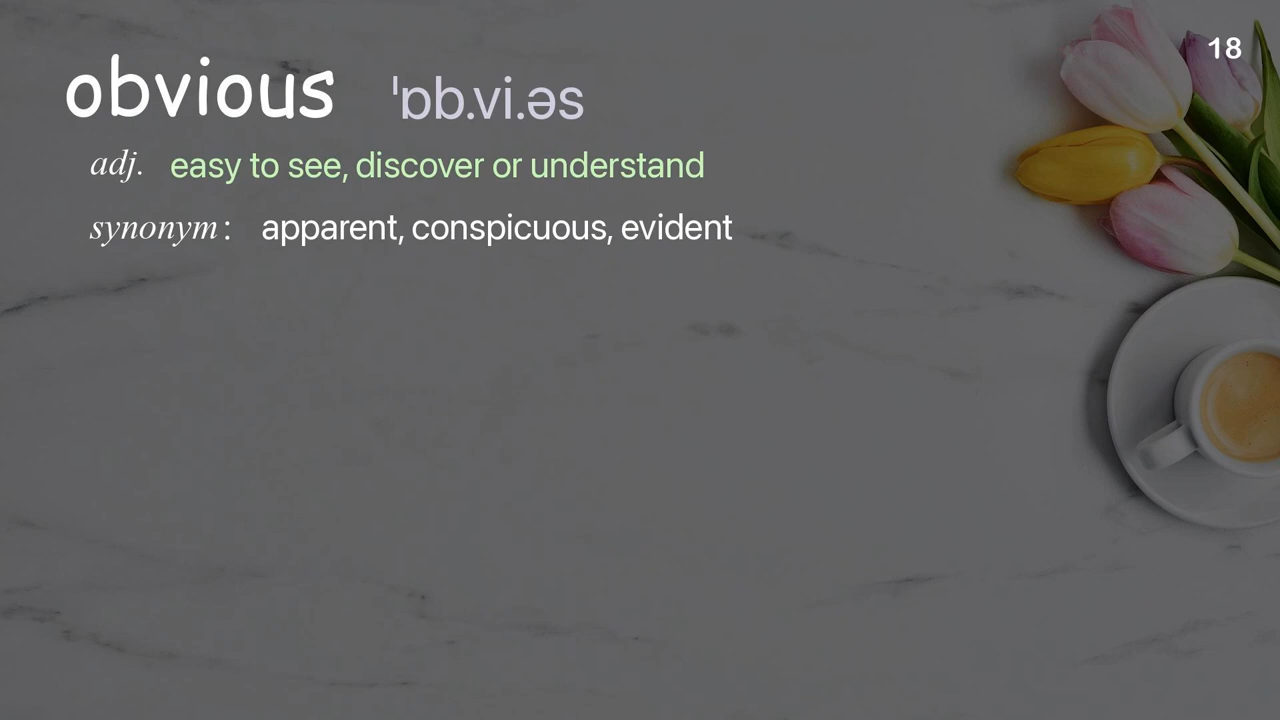 18
obvious ˈɒb.vi.əs
adj. easy to see, discover or understand
synonym: apparent, conspicuous, evident